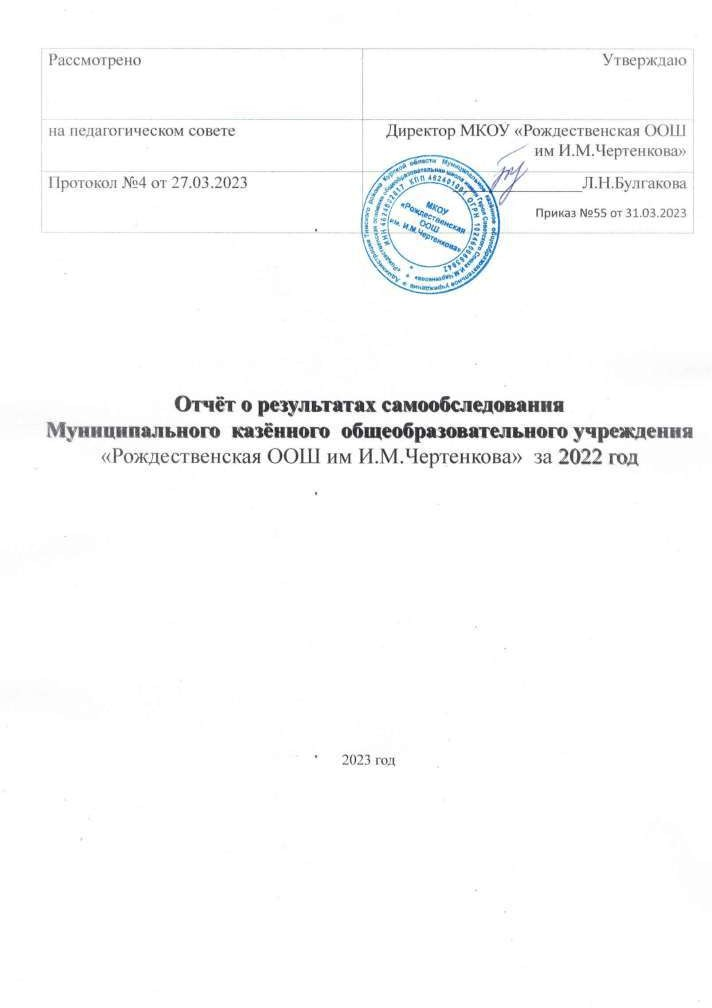 Рассмотрено
Утверждаю
на педагогическом совете
Директор МКОУ «Рождественская ООШ
им И.М.Чертенкова»
Протокол №4 от 27.03.2023
Л.Н.Булгакова
Приказ №55 от 31.03.2023
МКОУ
«Рождественская
ООШ
им. И.М.Чертенкова»
Отчёт о результатах самообследования
Муниципального казённого общеобразовательного учреждения
«Рождественская ООШ им И.М.Чертенкова» за 2022 год
2023 год